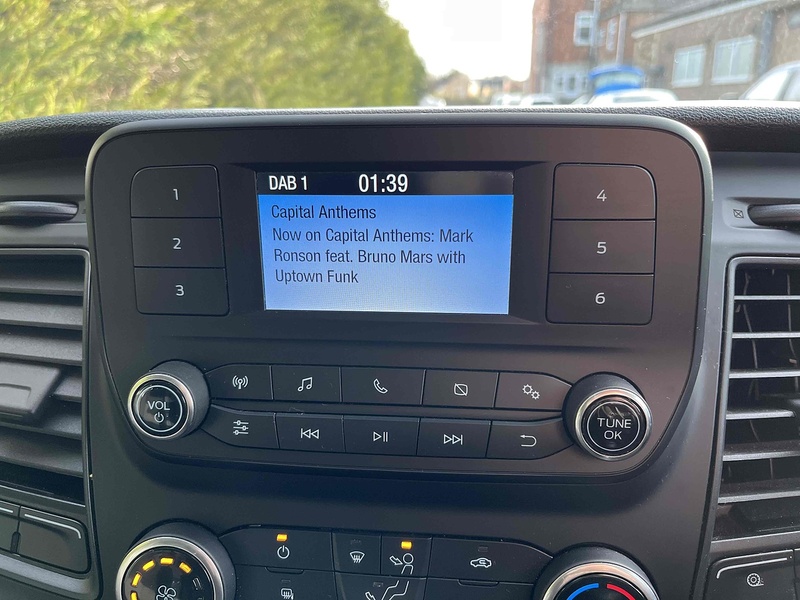 DAB 1 01:39
Capital Anthems
Now on Capital Anthems: Mark
Ronson feat. Bruno Mars with
Uptown Funk
1
2
3
4
5
6
VOL
TUNE
OK